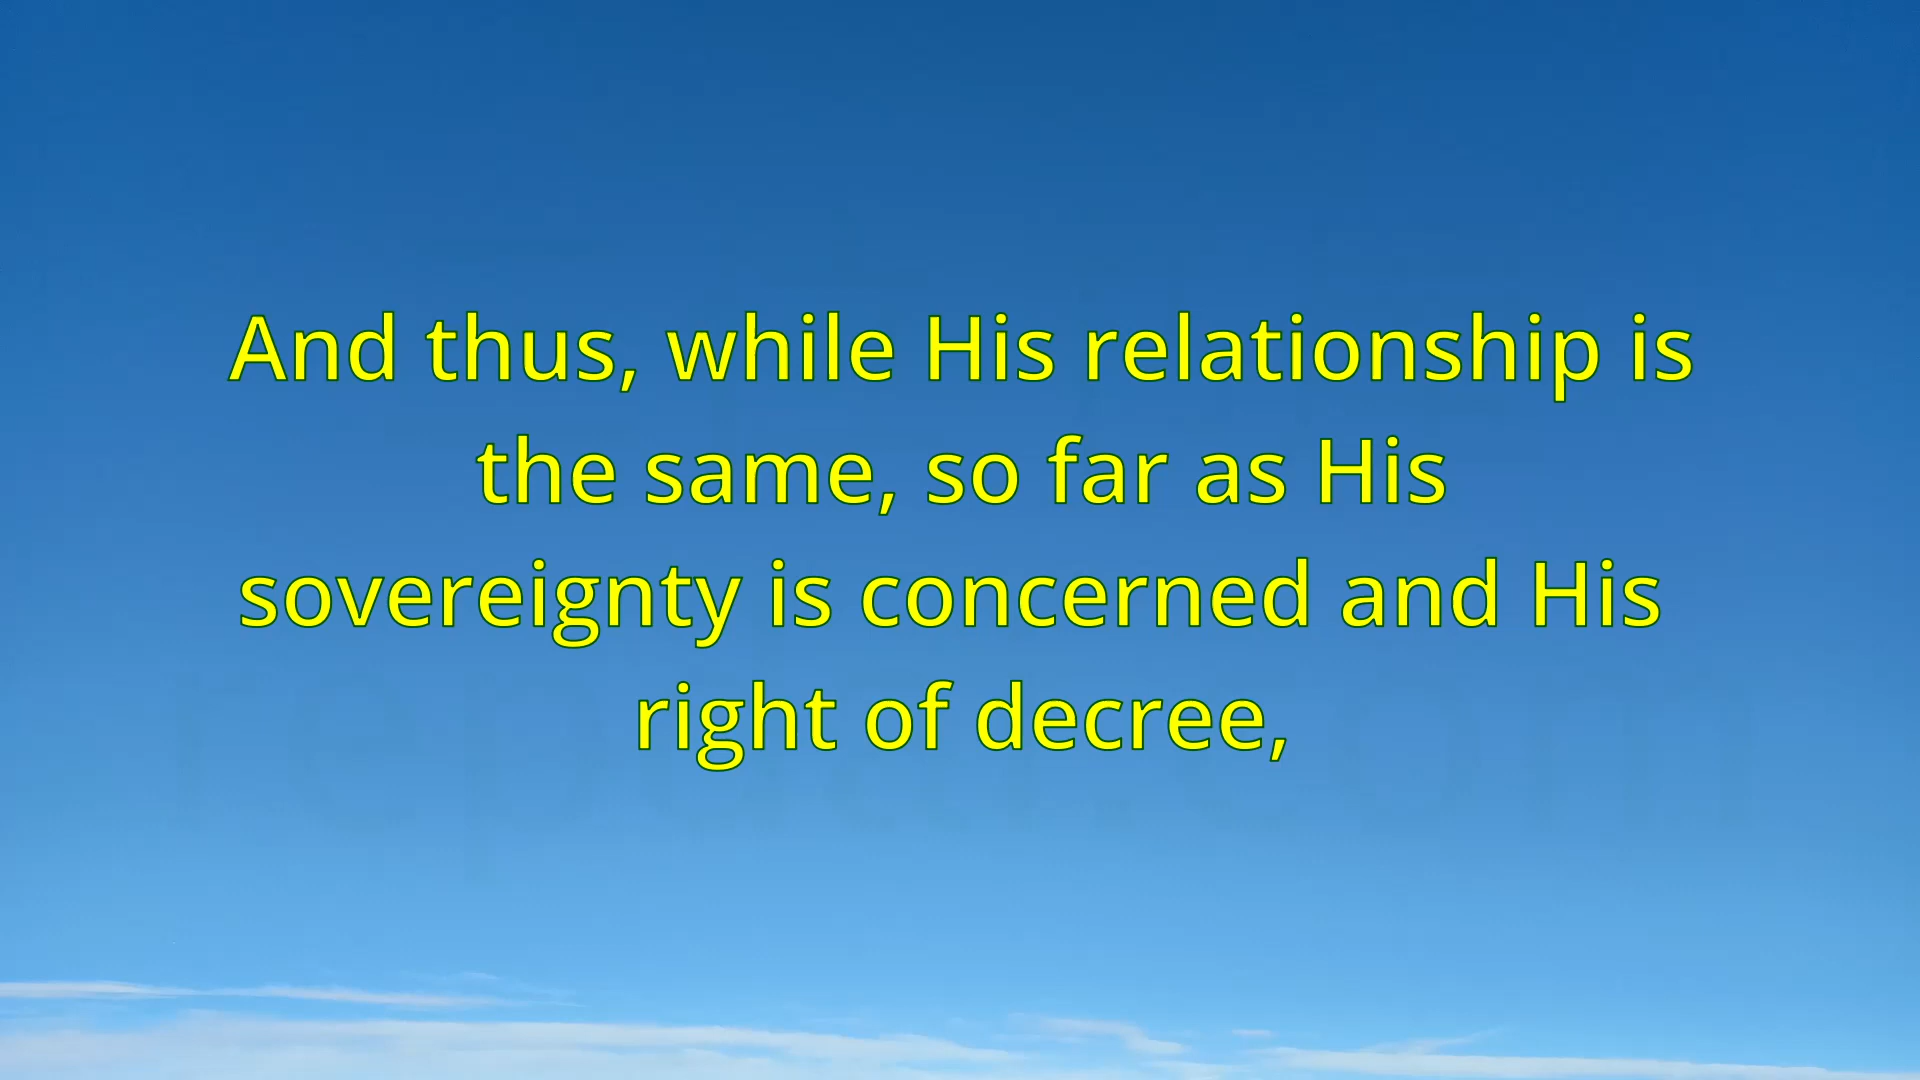 And thus, while His relationship is
the same, so far as His
sovereignty is concerned and His
right of decree,